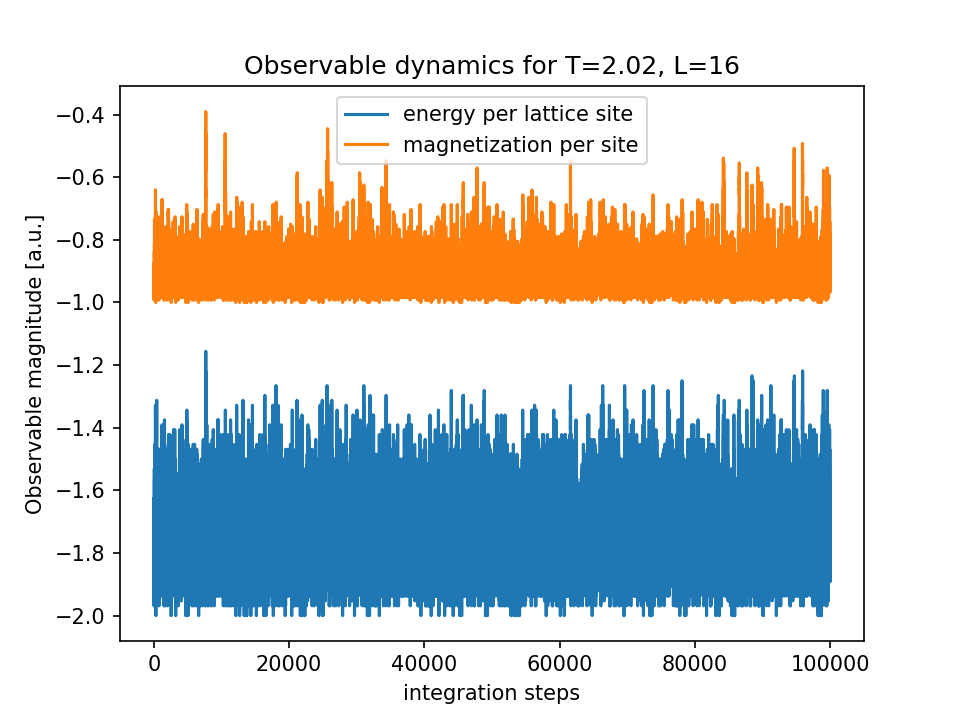 Observable dynamics for T=2.02, L=16
energy per lattice site
magnetization per site
Observable magnitude [a.u.]
−0.4
−0.6
−0.8
−1.0
−1.2
−1.4
−1.6
−1.8
−2.0
0 20000 40000 60000 80000 100000
integration steps